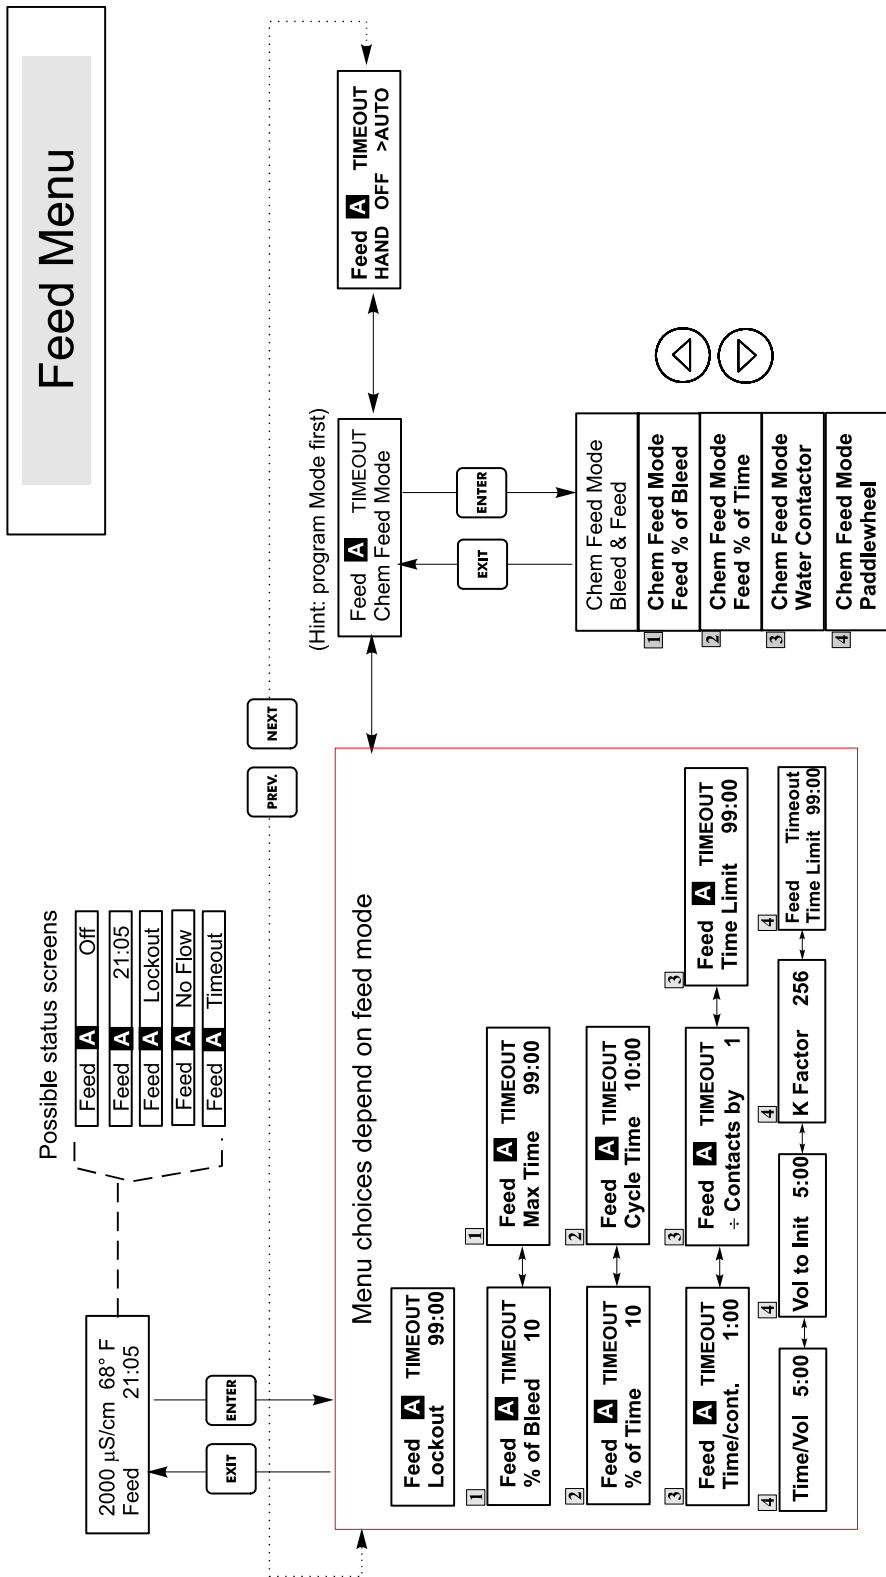 Feed Menu
2000 µS/cm 68° F
Feed 21:05
Possible status screens
Feed A Off
Feed A 21:05
Feed A Lockout
Feed A No Flow
Feed A Timeout
EXIT
ENTER
PREV.
NEXT
Menu choices depend on feed mode
Feed A TIMEOUT
Lockout 99:00
1
Feed A TIMEOUT
% of Bleed 10
1
Feed A TIMEOUT
Max Time 99:00
2
Feed A TIMEOUT
% of Time 10
2
Feed A TIMEOUT
Cycle Time 10:00
3
Feed A TIMEOUT
Time/cont. 1:00
3
Feed A TIMEOUT
÷ Contacts by 1
3
Feed A TIMEOUT
Time Limit 99:00
4
Time/Vol 5:00
4
Vol to Init 5:00
4
K Factor 256
4
Feed Timeout
Time Limit 99:00
(Hint: program Mode first)
Feed A TIMEOUT
Chem Feed Mode
Feed A TIMEOUT
HAND OFF >AUTO
EXIT
ENTER
Chem Feed Mode
Bleed & Feed
1
Chem Feed Mode
Feed % of Bleed
2
Chem Feed Mode
Feed % of Time
3
Chem Feed Mode
Water Contactor
4
Chem Feed Mode
Paddlewheel